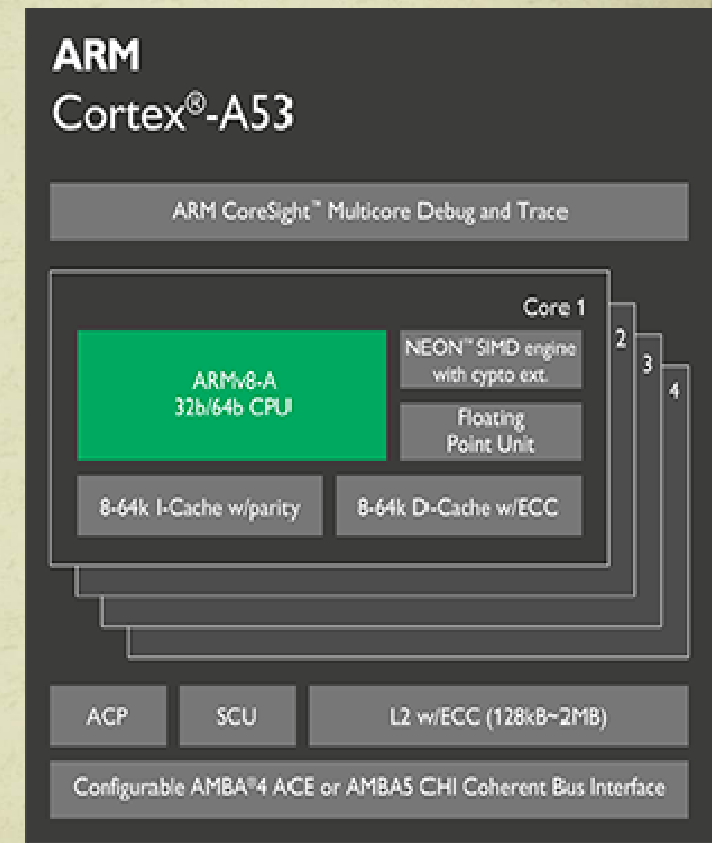 ARM
Cortex®-A53
ARM CoreSight™ Multicore Debug and Trace
Core 1
2
3
4
ARMv8-A
32b/64b CPU
NEON™ SIMD engine
with cypto ext.
Floating
Point Unit
8-64k I-Cache w/parity
8-64k D-Cache w/ECC
ACP
SCU
L2 w/ECC (128kB~2MB)
Configurable AMBA®4 ACE or AMBA5 CHI Coherent Bus Interface